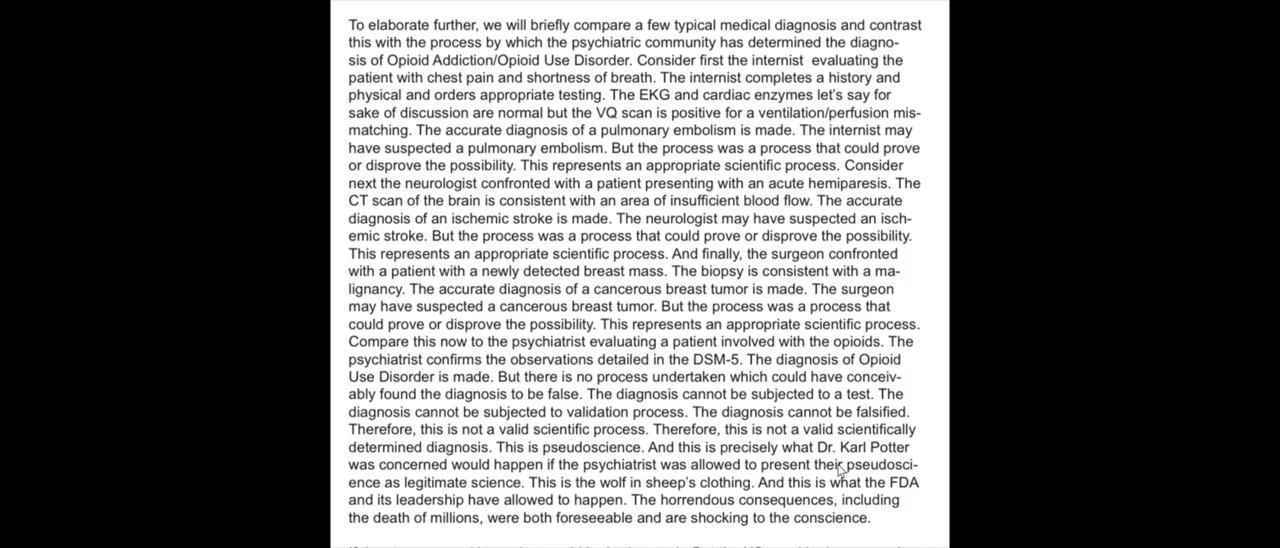 To elaborate further, we will briefly compare a few typical medical diagnosis and contrast
this with the process by which the psychiatric community has determined the diagno-
sis of Opioid Addiction/Opioid Use Disorder. Consider first the internist  evaluating the
patient with chest pain and shortness of breath. The internist completes a history and
physical and orders appropriate testing. The EKG and cardiac enzymes let's say for
sake of discussion are normal but the VQ scan is positive for a ventilation/perfusion mis-
matching. The accurate diagnosis of a pulmonary embolism is made. The internist may
have suspected a pulmonary embolism. But the process was a process that could prove
or disprove the possibility. This represents an appropriate scientific process. Consider
next the neurologist confronted with a patient presenting with an acute hemiparesis. The
CT scan of the brain is consistent with an area of insufficient blood flow. The accurate
diagnosis of an ischemic stroke is made. The neurologist may have suspected an isch-
emic stroke. But the process was a process that could prove or disprove the possibility.
This represents an appropriate scientific process. And finally, the surgeon confronted
with a patient with a newly detected breast mass. The biopsy is consistent with a ma-
lignancy. The accurate diagnosis of a cancerous breast tumor is made. The surgeon
may have suspected a cancerous breast tumor. But the process was a process that
could prove or disprove the possibility. This represents an appropriate scientific process.
Compare this now to the psychiatrist evaluating a patient involved with the opioids. The
psychiatrist confirms the observations detailed in the DSM-5. The diagnosis of Opioid
Use Disorder is made. But there is no process undertaken which could have conceiv-
ably found the diagnosis to be false. The diagnosis cannot be subjected to a test. The
diagnosis cannot be subjected to validation process. The diagnosis cannot be falsified.
Therefore, this is not a valid scientific process. Therefore, this is not a valid scientifically
determined diagnosis. This is pseudoscience. And this is precisely what Dr. Karl Potter
was concerned would happen if the psychiatrist was allowed to present their pseudosci-
ence as legitimate science. This is the wolf in sheep's clothing. And this is what the FDA
and its leadership have allowed to happen. The horrendous consequences, including
the death of millions, were both foreseeable and are shocking to the conscience.